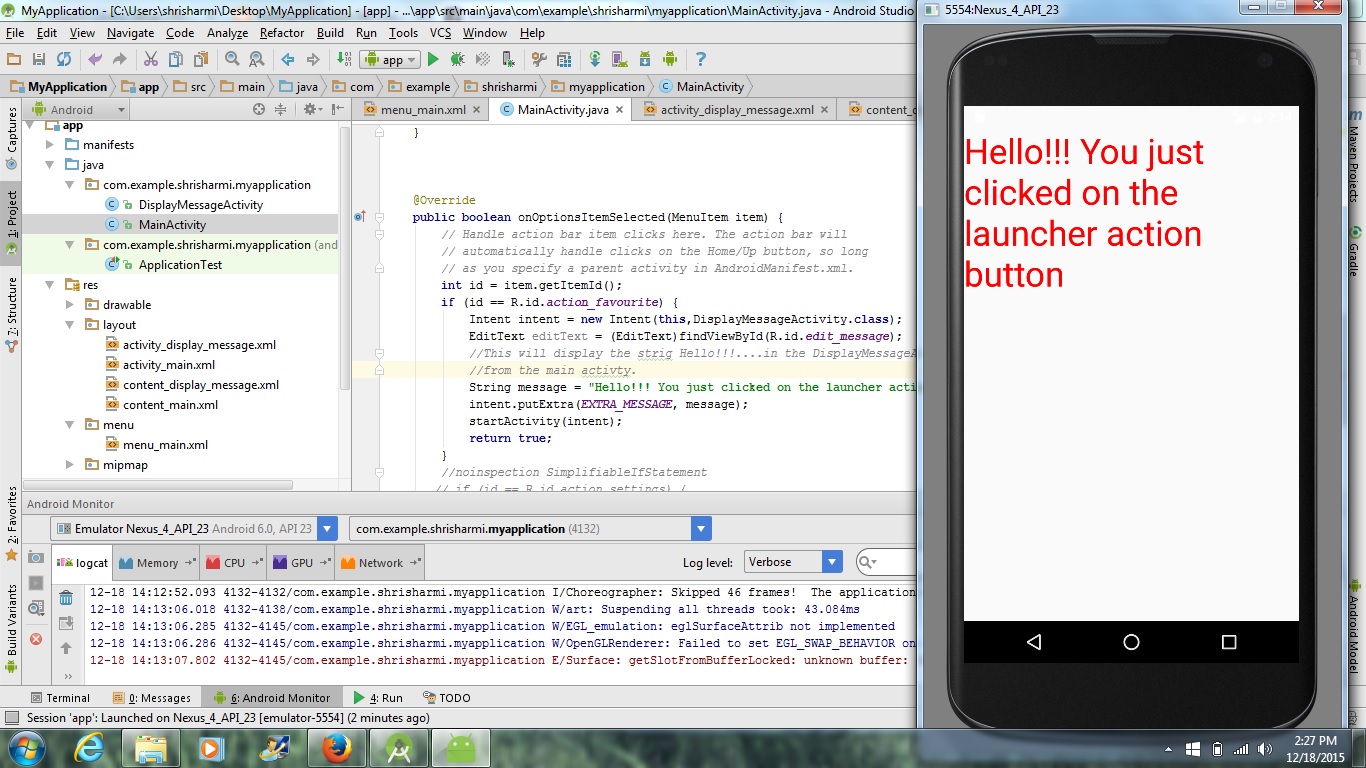 MyApplication - [C:\Users\shrisharmi\Desktop\MyApplication] - [app] - ...\app\src\main\java\com\example\shrisharmi\myapplication\MainActivity.java - Android Studio
File Edit View Navigate Code Analyze Refactor Build Run Tools VCS Window Help
app
MyApplication app src main java com example shrisharmi myapplication MainActivity
Android
menu_main.xml MainActivity.java activity_display_message.xml content_
Captures
1: Project
7: Structure
2: Favorites
Build Variants
app
manifests
java
com.example.shrisharmi.myapplication
DisplayMessageActivity
MainActivity
com.example.shrisharmi.myapplication (and
ApplicationTest
res
drawable
layout
activity_display_message.xml
activity_main.xml
content_display_message.xml
content_main.xml
menu
menu_main.xml
mipmap
}
@Override
public boolean onOptionsItemSelected(MenuItem item) {
// Handle action bar item clicks here. The action bar will
// automatically handle clicks on the Home/Up button, so long
// as you specify a parent activity in AndroidManifest.xml.
int id = item.getItemId();
if (id == R.id.action_favourite) {
Intent intent = new Intent(this,DisplayMessageActivity.class);
EditText editText = (EditText)findViewById(R.id.edit_message);
//This will display the strig Hello!!!....in the DisplayMessageA
//from the main activty.
String message = "Hello!!! You just clicked on the launcher acti
intent.putExtra(EXTRA_MESSAGE, message);
startActivity(intent);
return true;
}
//noinspection SimplifiableIfStatement
// if (id == R.id.action_settings) {
Android Monitor
Emulator Nexus_4_API_23 Android 6.0, API 23 com.example.shrisharmi.myapplication (4132)
logcat Memory CPU GPU Network Log level: Verbose
12-18 14:12:52.093 4132-4132/com.example.shrisharmi.myapplication I/Choreographer: Skipped 46 frames!  The application
12-18 14:13:06.018 4132-4138/com.example.shrisharmi.myapplication W/art: Suspending all threads took: 43.084ms
12-18 14:13:06.285 4132-4145/com.example.shrisharmi.myapplication W/EGL_emulation: eglSurfaceAttrib not implemented
12-18 14:13:06.286 4132-4145/com.example.shrisharmi.myapplication W/OpenGLRenderer: Failed to set EGL_SWAP_BEHAVIOR on
12-18 14:13:07.802 4132-4145/com.example.shrisharmi.myapplication E/Surface: getSlotFromBufferLocked: unknown buffer:
Terminal 0: Messages 6: Android Monitor 4: Run TODO
Session 'app': Launched on Nexus_4_API_23 [emulator-5554] (2 minutes ago)
5554:Nexus_4_API_23
Hello!!! You just
clicked on the
launcher action
button
Maven Projects
Gradle
Android Model
2:27 PM
12/18/2015